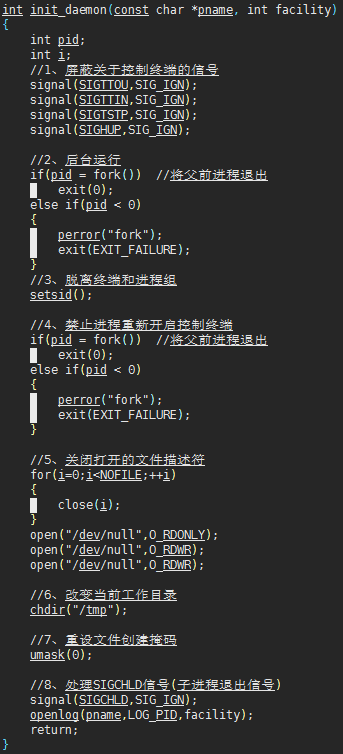 int init_daemon(const char *pname, int facility)
{
    int pid;
    int i;
    //1、屏蔽关于控制终端的信号
    signal(SIGTTOU,SIG_IGN);
    signal(SIGTTIN,SIG_IGN);
    signal(SIGTSTP,SIG_IGN);
    signal(SIGHUP,SIG_IGN);

    //2、后台运行
    if(pid = fork())  //将父前进程退出
        exit(0);
    else if(pid < 0)
    {
        perror("fork");
        exit(EXIT_FAILURE);
    }
    //3、脱离终端和进程组
    setsid();

    //4、禁止进程重新开启控制终端
    if(pid = fork())  //将父前进程退出
        exit(0);
    else if(pid < 0)
    {
        perror("fork");
        exit(EXIT_FAILURE);
    }

    //5、关闭打开的文件描述符
    for(i=0;i<NOFILE;++i)
    {
        close(i);
    }
    open("/dev/null",O_RDONLY);
    open("/dev/null",O_RDWR);
    open("/dev/null",O_RDWR);

    //6、改变当前工作目录
    chdir("/tmp");

    //7、重设文件创建掩码
    umask(0);

    //8、处理SIGCHLD信号(子进程退出信号)
    signal(SIGCHLD,SIG_IGN);
    openlog(pname,LOG_PID,facility);
    return;
}